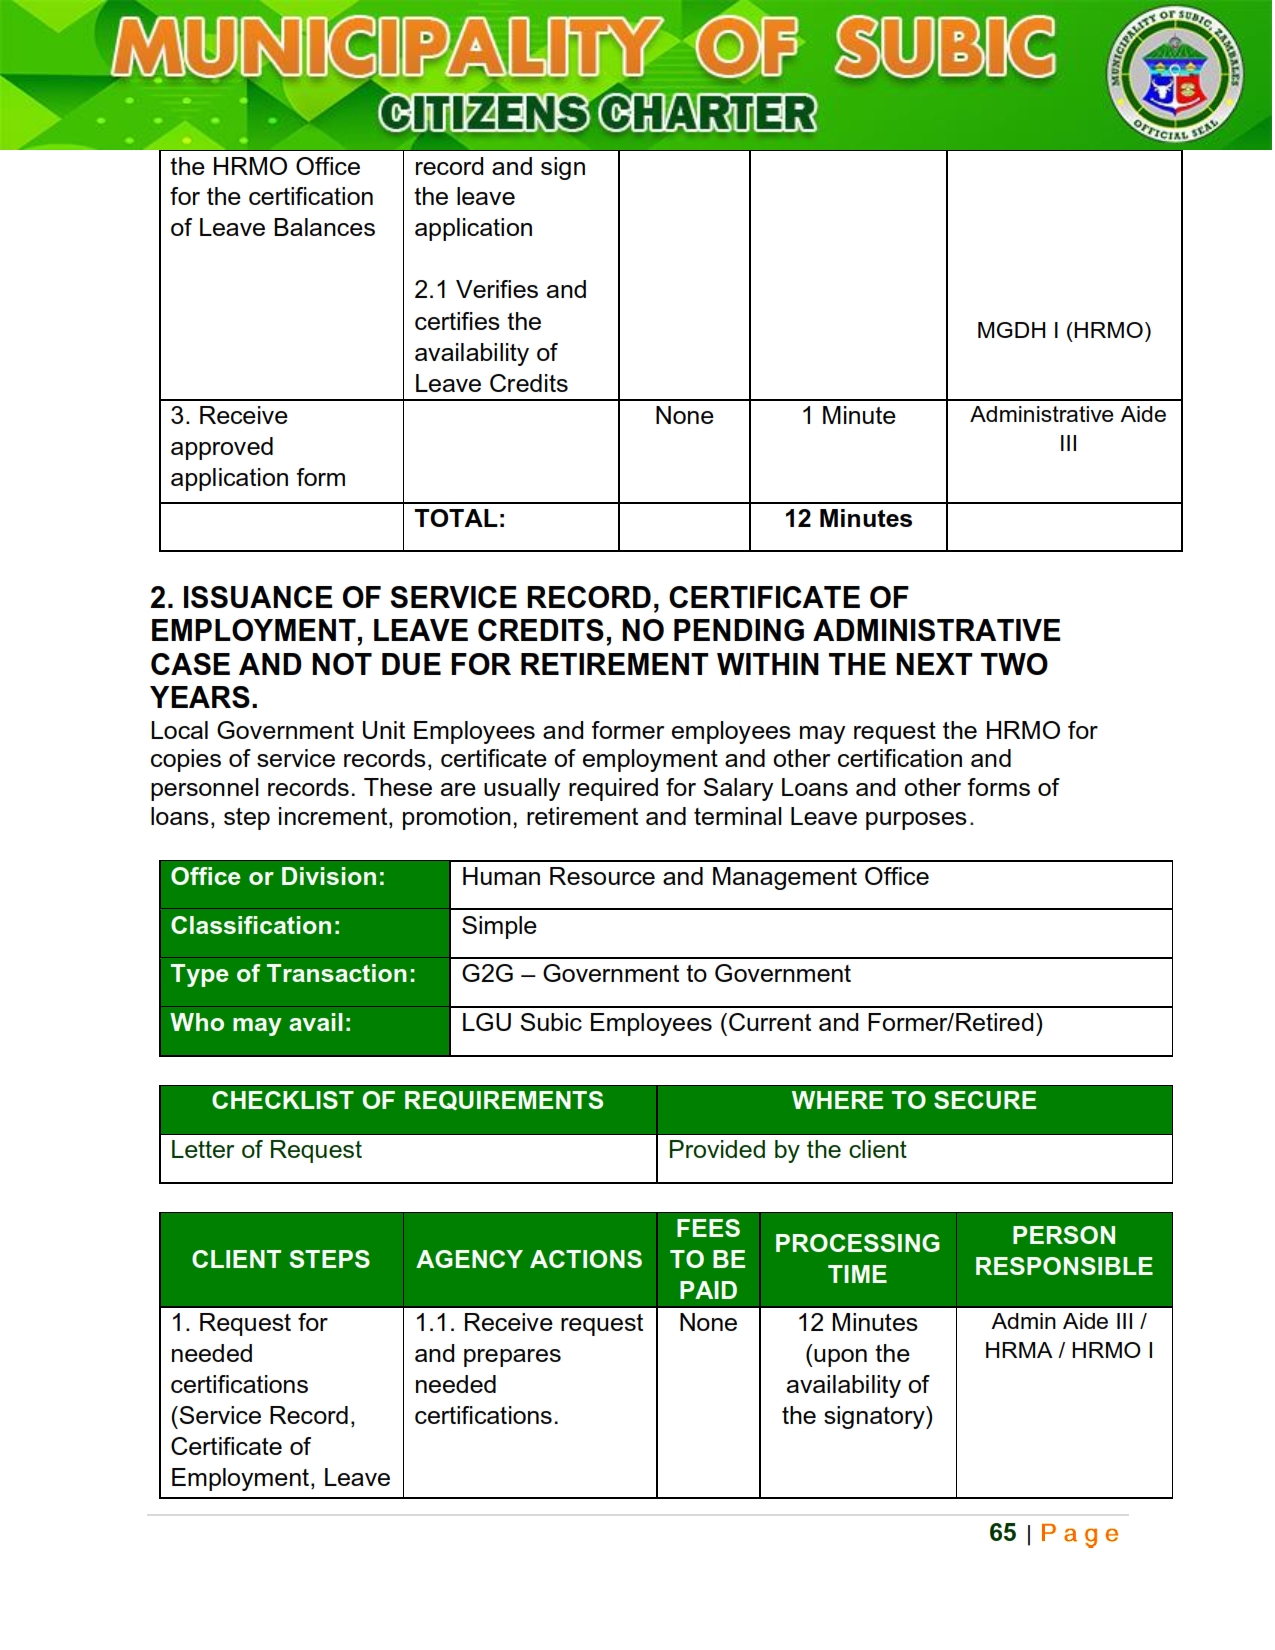 MUNICIPALITY OF SUBIC
CITIZENS CHARTER
MUNICIPALITY OF SUBIC, ZAMBALES
OFFICIAL SEAL
the HRMO Office
for the certification
of Leave Balances
record and sign
the leave
application
2.1 Verifies and
certifies the
availability of
Leave Credits
MGDH I (HRMO)
3. Receive
approved
application form
None
1 Minute
Administrative Aide
III
TOTAL:
12 Minutes
2. ISSUANCE OF SERVICE RECORD, CERTIFICATE OF
EMPLOYMENT, LEAVE CREDITS, NO PENDING ADMINISTRATIVE
CASE AND NOT DUE FOR RETIREMENT WITHIN THE NEXT TWO
YEARS.
Local Government Unit Employees and former employees may request the HRMO for
copies of service records, certificate of employment and other certification and
personnel records. These are usually required for Salary Loans and other forms of
loans, step increment, promotion, retirement and terminal Leave purposes.
Office or Division:
Human Resource and Management Office
Classification:
Simple
Type of Transaction:
G2G – Government to Government
Who may avail:
LGU Subic Employees (Current and Former/Retired)
CHECKLIST OF REQUIREMENTS
WHERE TO SECURE
Letter of Request
Provided by the client
CLIENT STEPS
AGENCY ACTIONS
FEES
TO BE
PAID
PROCESSING
TIME
PERSON
RESPONSIBLE
1. Request for
needed
certifications
(Service Record,
Certificate of
Employment, Leave
1.1. Receive request
and prepares
needed
certifications.
None
12 Minutes
(upon the
availability of
the signatory)
Admin Aide III /
HRMA / HRMO I
65 | Page